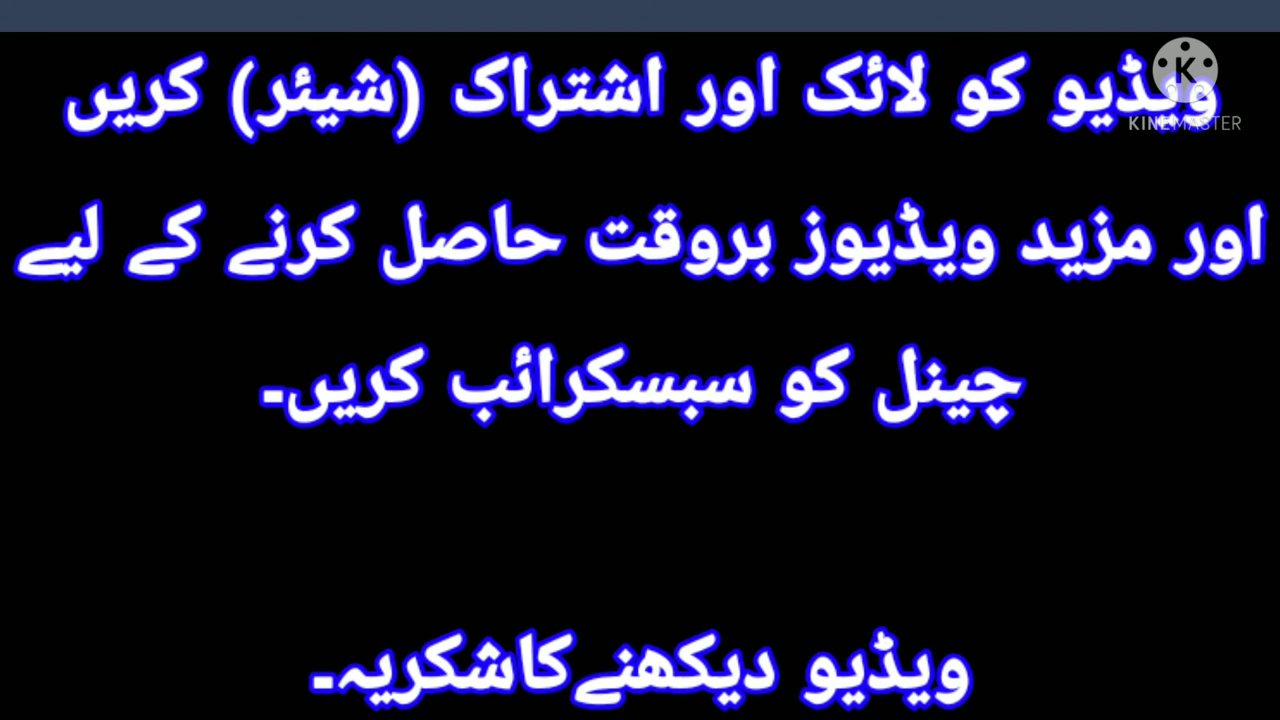 ویڈیو کو لائک اور اشتراک (شیئر) کریں
اور مزید ویڈیوز بروقت حاصل کرنے کے لیے
چینل کو سبسکرائب کریں۔
ویڈیو دیکھنےکاشکریہ۔
K
KINEMASTER